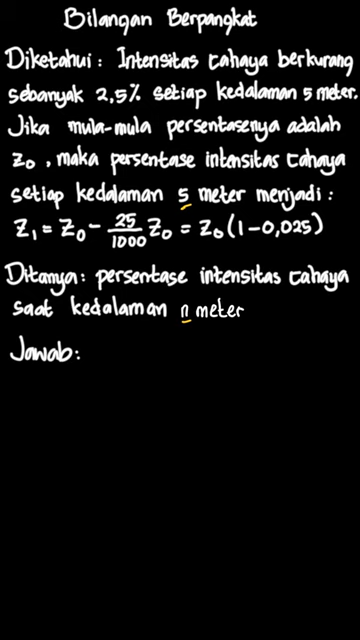 Bilangan Berpangkat
Diketahui : Intensitas cahaya berkurang
sebanyak 2,5% setiap kedalaman 5 meter.
Jika mula-mula persentasenya adalah
Z₀ , maka persentase intensitas cahaya
setiap kedalaman 5 meter menjadi :
Z₁ = Z₀ - 25/1000 Z₀ = Z₀ (1-0,025)
Ditanya : persentase intensitas cahaya
saat kedalaman n meter
Jawab :